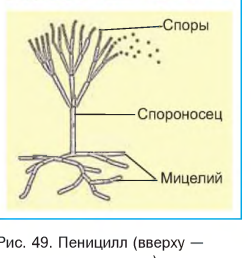 Споры
Спороносец
Мицелий
Рис. 49. Пеницилл (вверху —